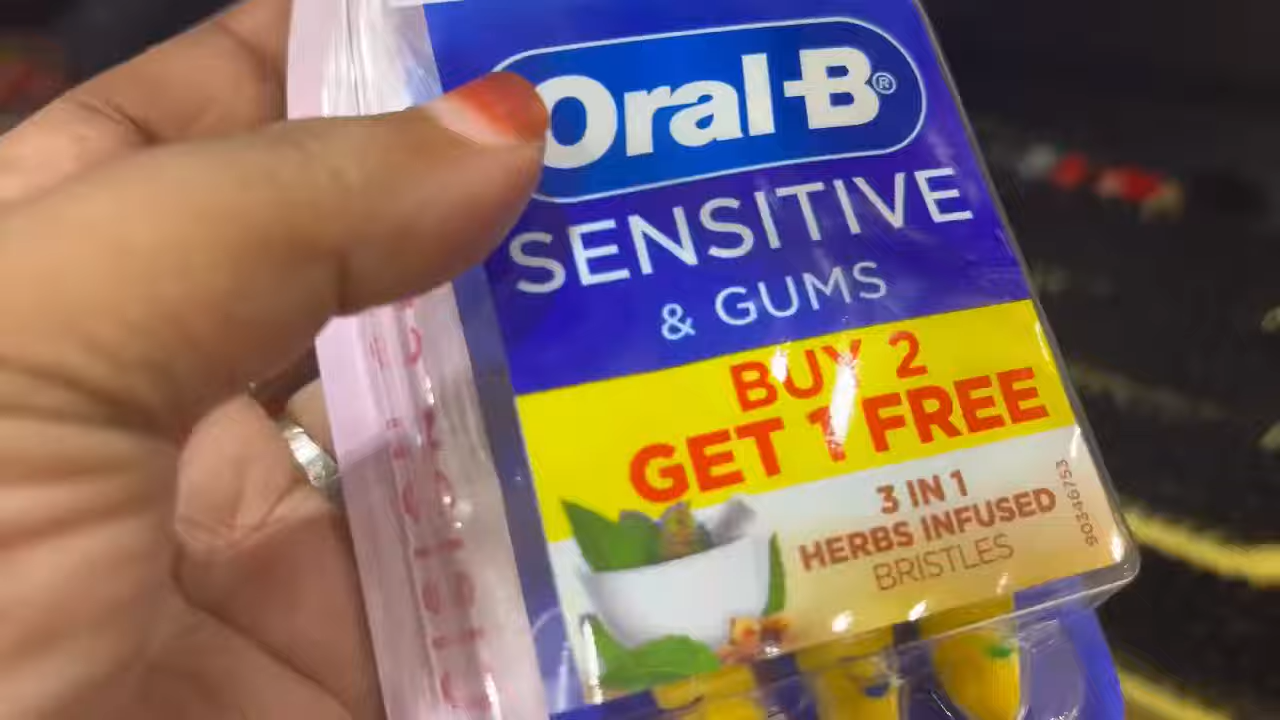 Oral-B®
SENSITIVE
& GUMS
BUY 2
GET 1 FREE
3 IN 1
HERBS INFUSED
BRISTLES
90346753